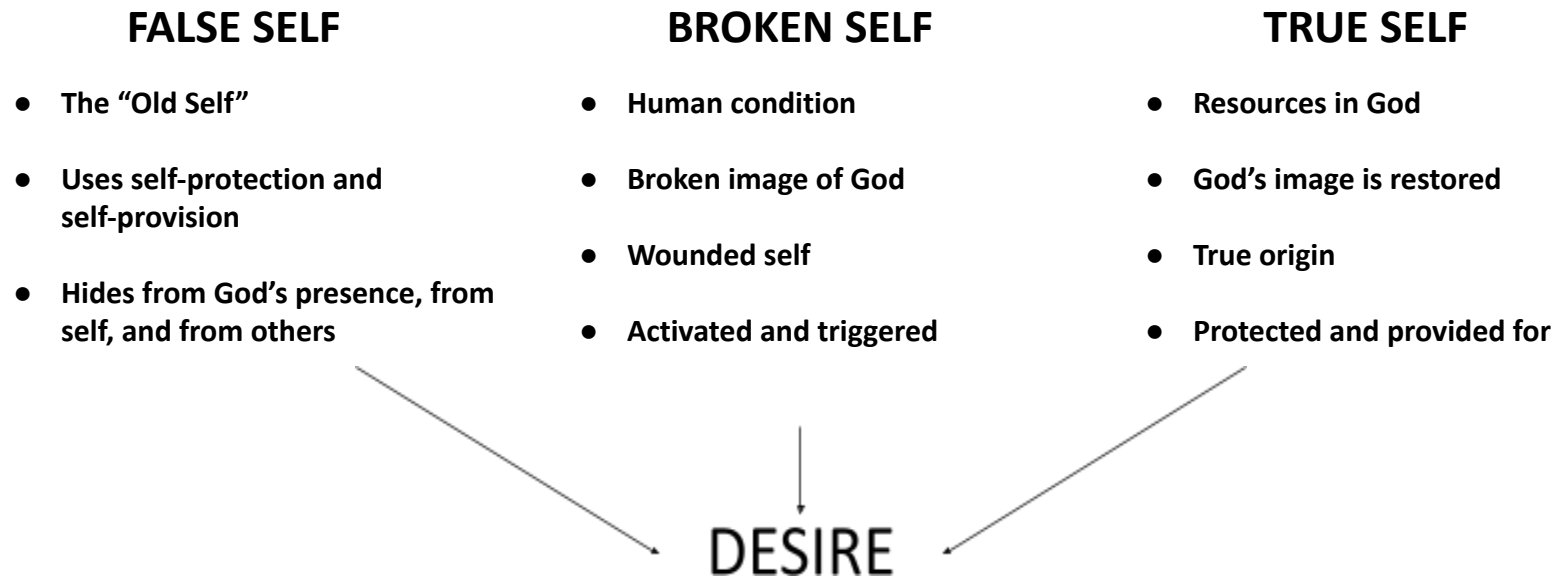 FALSE SELF
● The “Old Self”
● Uses self-protection and
self-provision
● Hides from God’s presence, from
self, and from others
BROKEN SELF
● Human condition
● Broken image of God
● Wounded self
● Activated and triggered
TRUE SELF
● Resources in God
● God’s image is restored
● True origin
● Protected and provided for
DESIRE